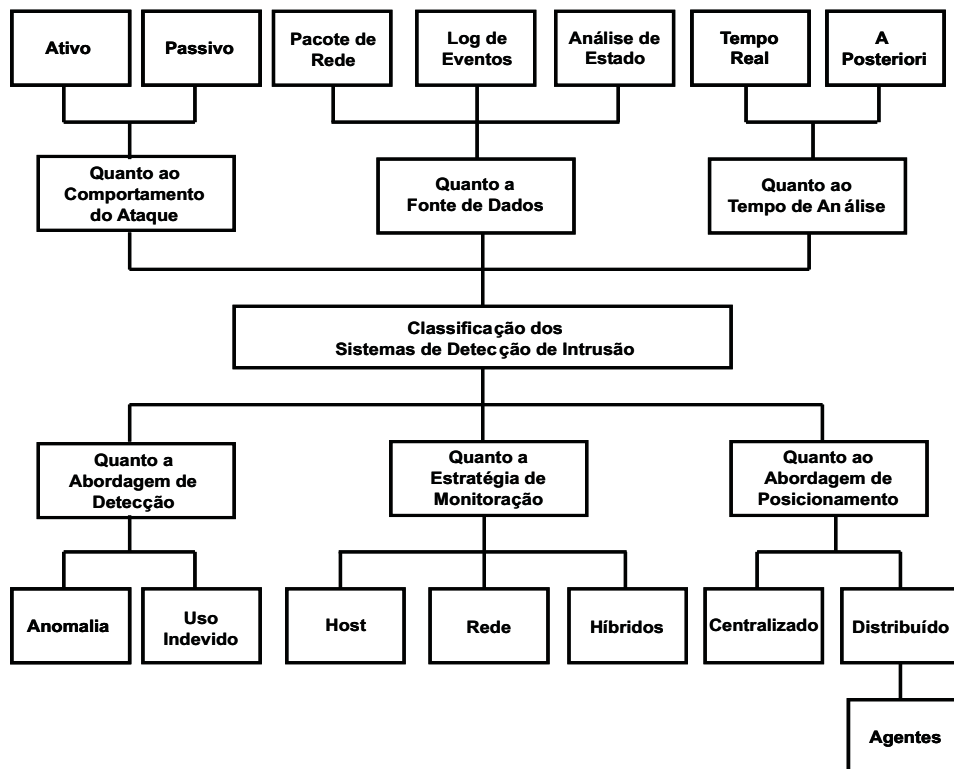 Ativo
Passivo
Pacote de
Rede
Log de
Eventos
Análise de
Estado
Tempo
Real
A
Posteriori
Quanto ao
Comportamento
do Ataque
Quanto a
Fonte de Dados
Quanto ao
Tempo de An álise
Classificação dos
Sistemas de Detecção de Intrusão
Quanto a
Abordagem de
Detecção
Quanto a
Estratégia de
Monitoração
Quanto ao
Abordagem de
Posicionamento
Anomalia
Uso
Indevido
Host
Rede
Híbridos
Centralizado
Distribuído
Agentes